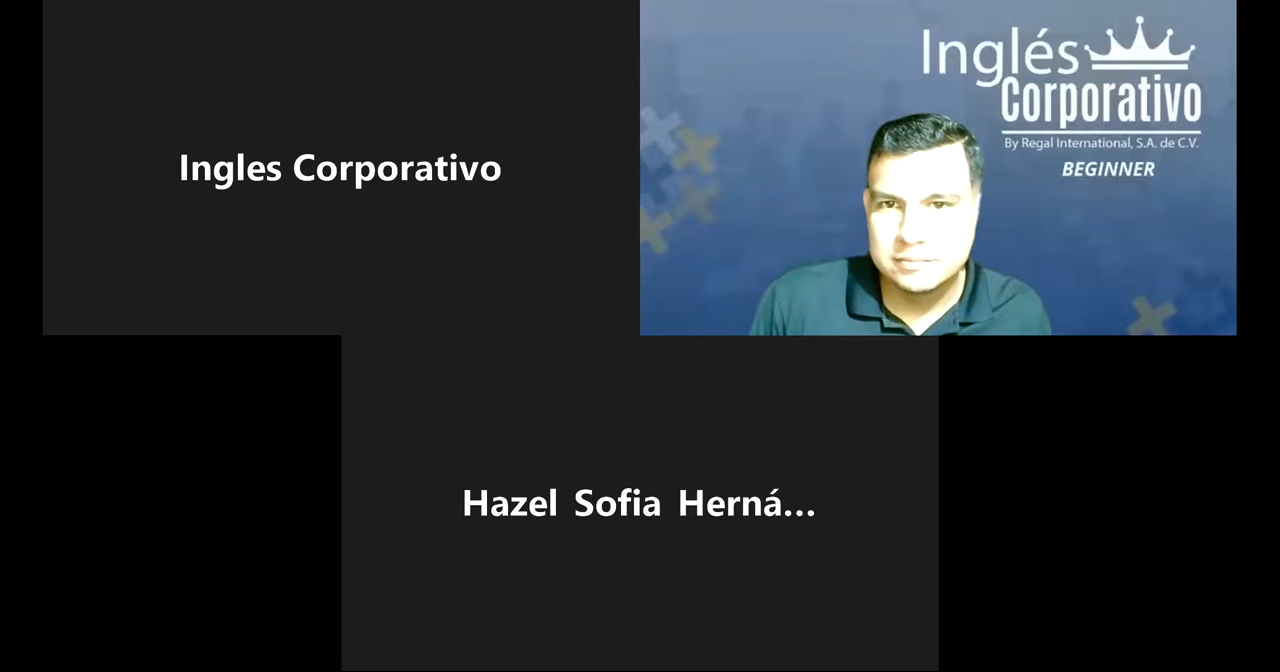 Ingles Corporativo
Inglés
Corporativo
By Regal International, S.A. de C.V.
BEGINNER
Hazel Sofia Herná...